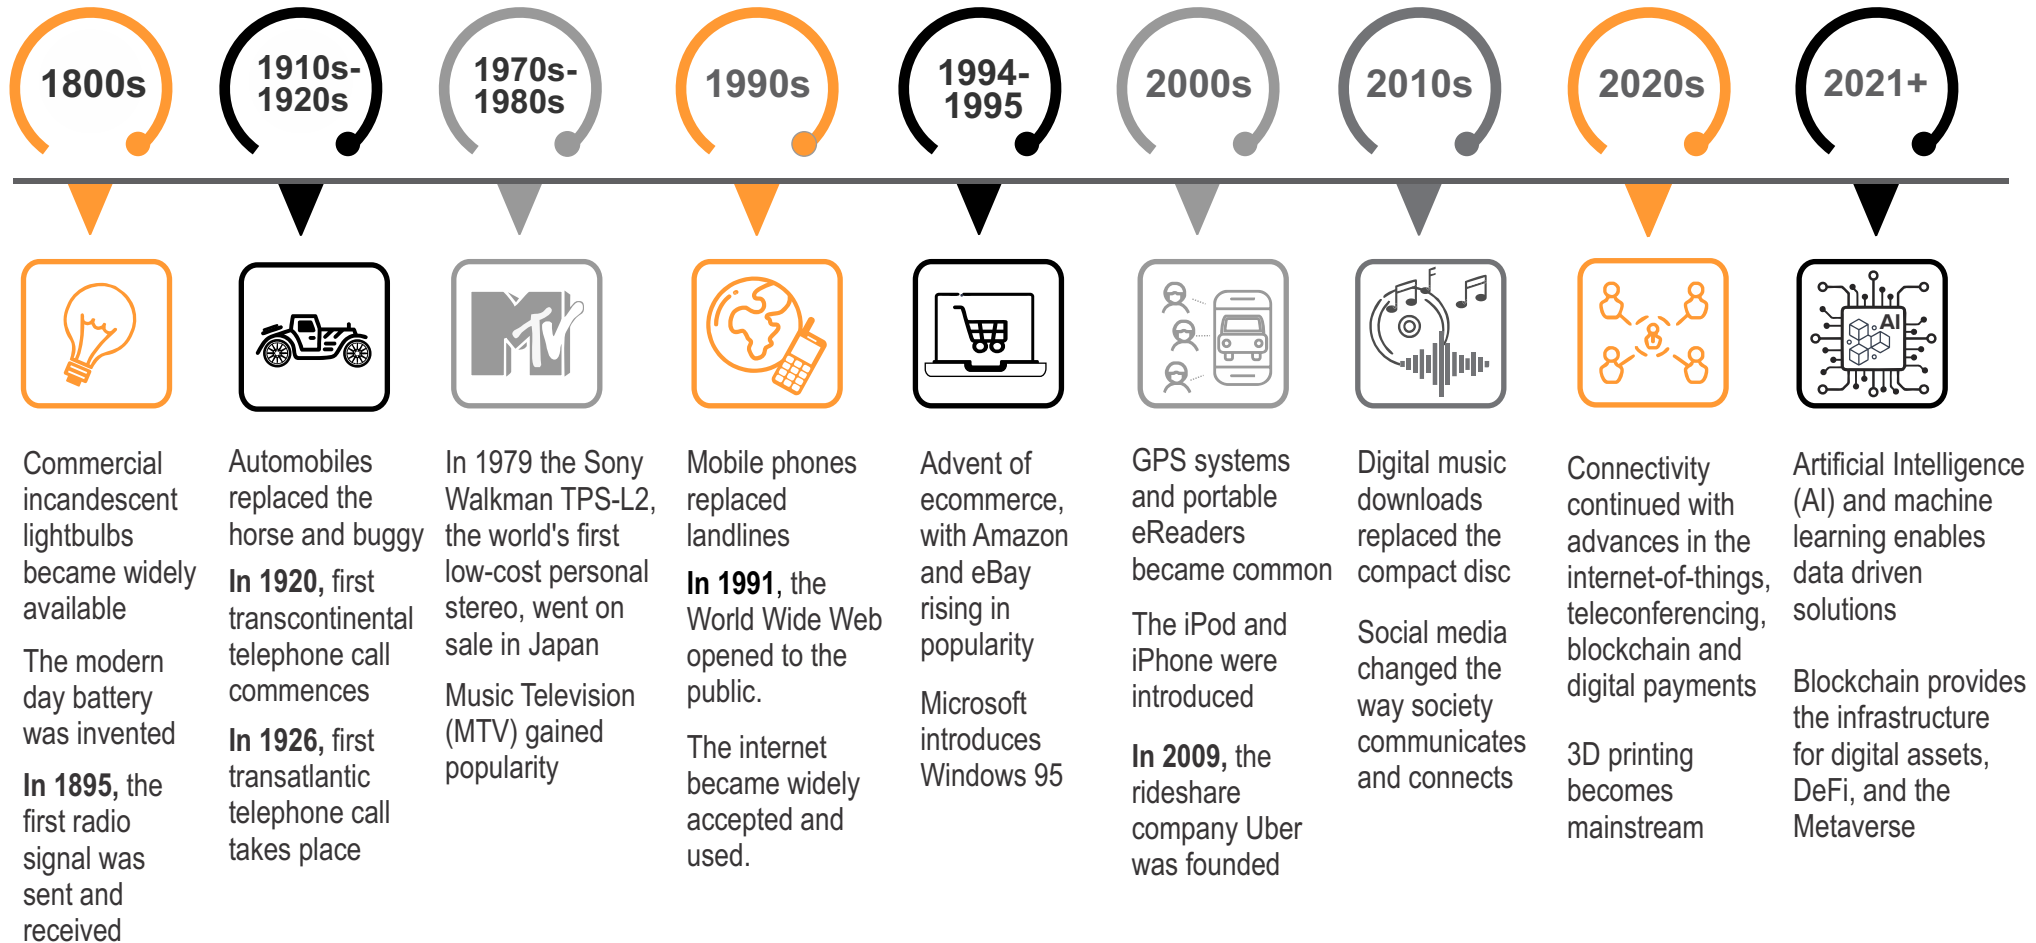 1800s
1910s-
1920s
1970s-
1980s
1990s
1994-
1995
2000s
2010s
2020s
2021+
MTV
AI
Commercial
incandescent
lightbulbs
became widely
available
The modern
day battery
was invented
In 1895, the
first radio
signal was
sent and
received
Automobiles
replaced the
horse and buggy
In 1920, first
transcontinental
telephone call
commences
In 1926, first
transatlantic
telephone call
takes place
In 1979 the Sony
Walkman TPS-L2,
the world's first
low-cost personal
stereo, went on
sale in Japan
Music Television
(MTV) gained
popularity
Mobile phones
replaced
landlines
In 1991, the
World Wide Web
opened to the
public.
The internet
became widely
accepted and
used.
Advent of
ecommerce,
with Amazon
and eBay
rising in
popularity
Microsoft
introduces
Windows 95
GPS systems
and portable
eReaders
became common
The iPod and
iPhone were
introduced
In 2009, the
rideshare
company Uber
was founded
Digital music
downloads
replaced the
compact disc
Social media
changed the
way society
communicates
and connects
Connectivity
continued with
advances in the
internet-of-things,
teleconferencing,
blockchain and
digital payments
3D printing
becomes
mainstream
Artificial Intelligence
(AI) and machine
learning enables
data driven
solutions
Blockchain provides
the infrastructure
for digital assets,
DeFi, and the
Metaverse